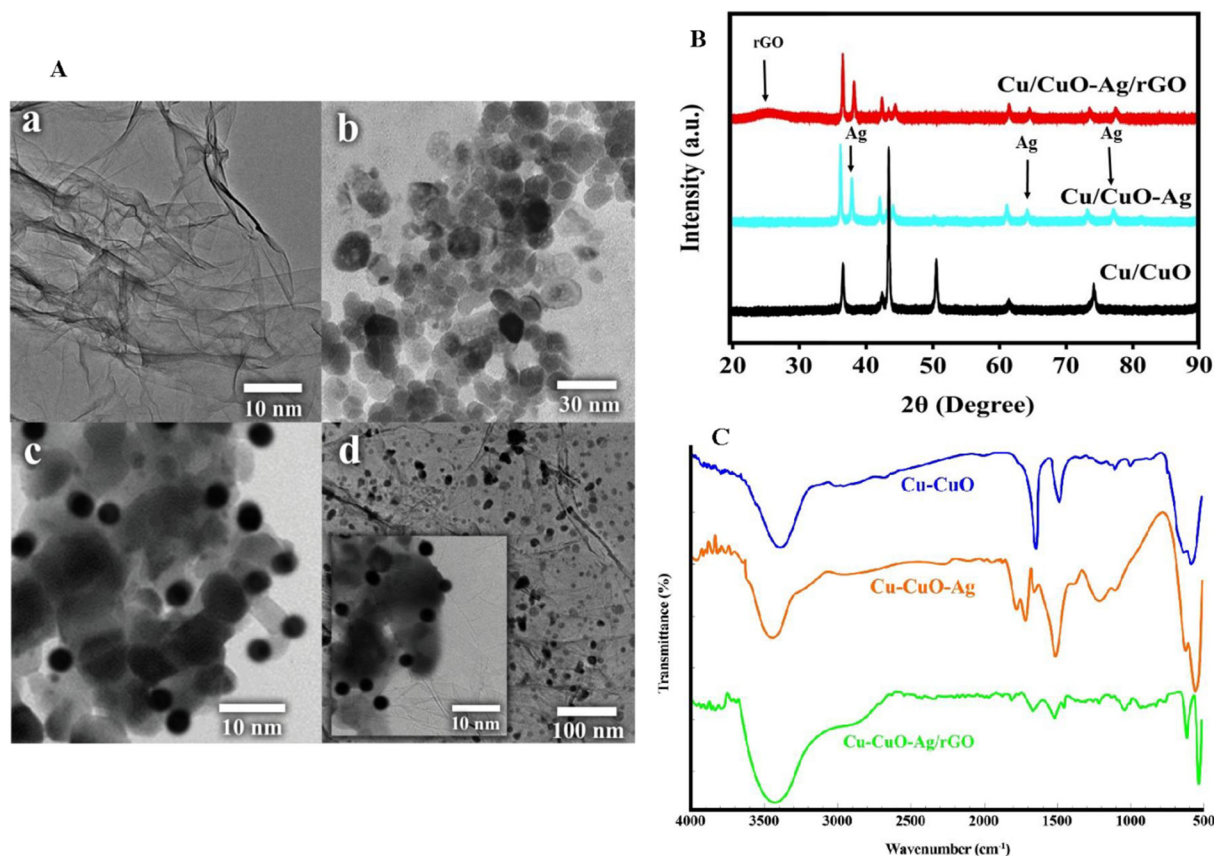 A
a
b
10 nm
30 nm
c
d
10 nm
10 nm
100 nm
B
rGO
Cu/CuO-Ag/rGO
Ag
Ag
Ag
Cu/CuO-Ag
Cu/CuO
Intensity (a.u.)
20 30 40 50 60 70 80 90
2θ (Degree)
C
Cu-CuO
Cu-CuO-Ag
Cu-CuO-Ag/rGO
Transmittance (%)
4000 3500 3000 2500 2000 1500 1000 500
Wavenumber (cm-1)